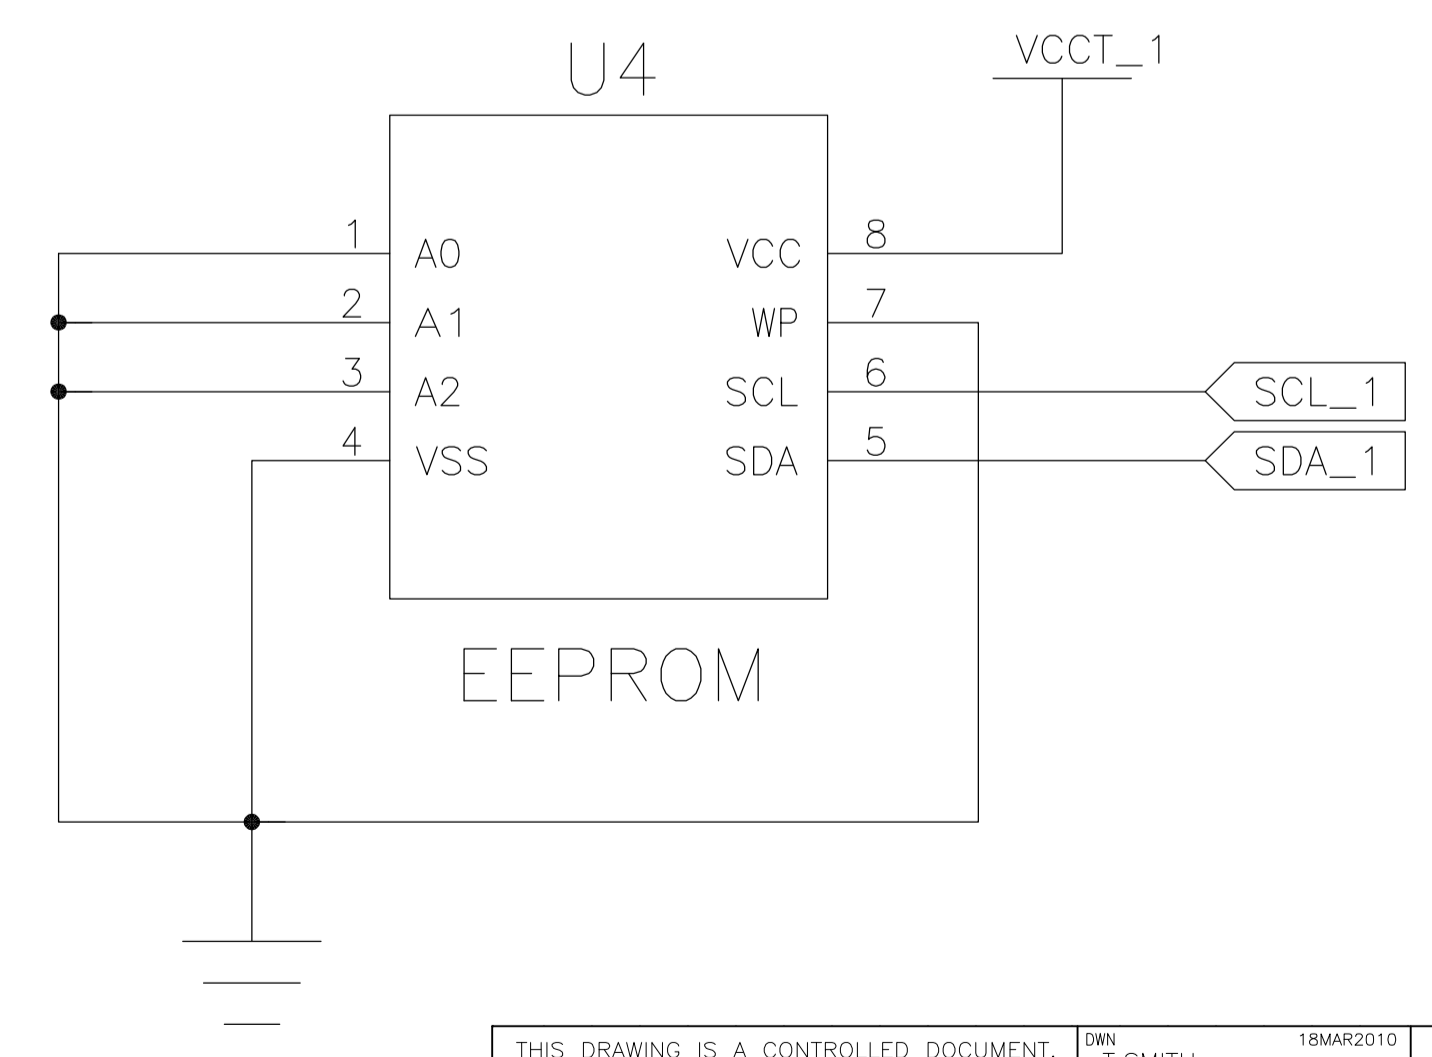 U4
VCCT_1
1 A0 VCC 8
2 A1 WP 7
3 A2 SCL 6 SCL_1
4 VSS SDA 5 SDA_1
EEPROM
THIS DRAWING IS A CONTROLLED DOCUMENT.
DWN 18MAR2010
T SMITH